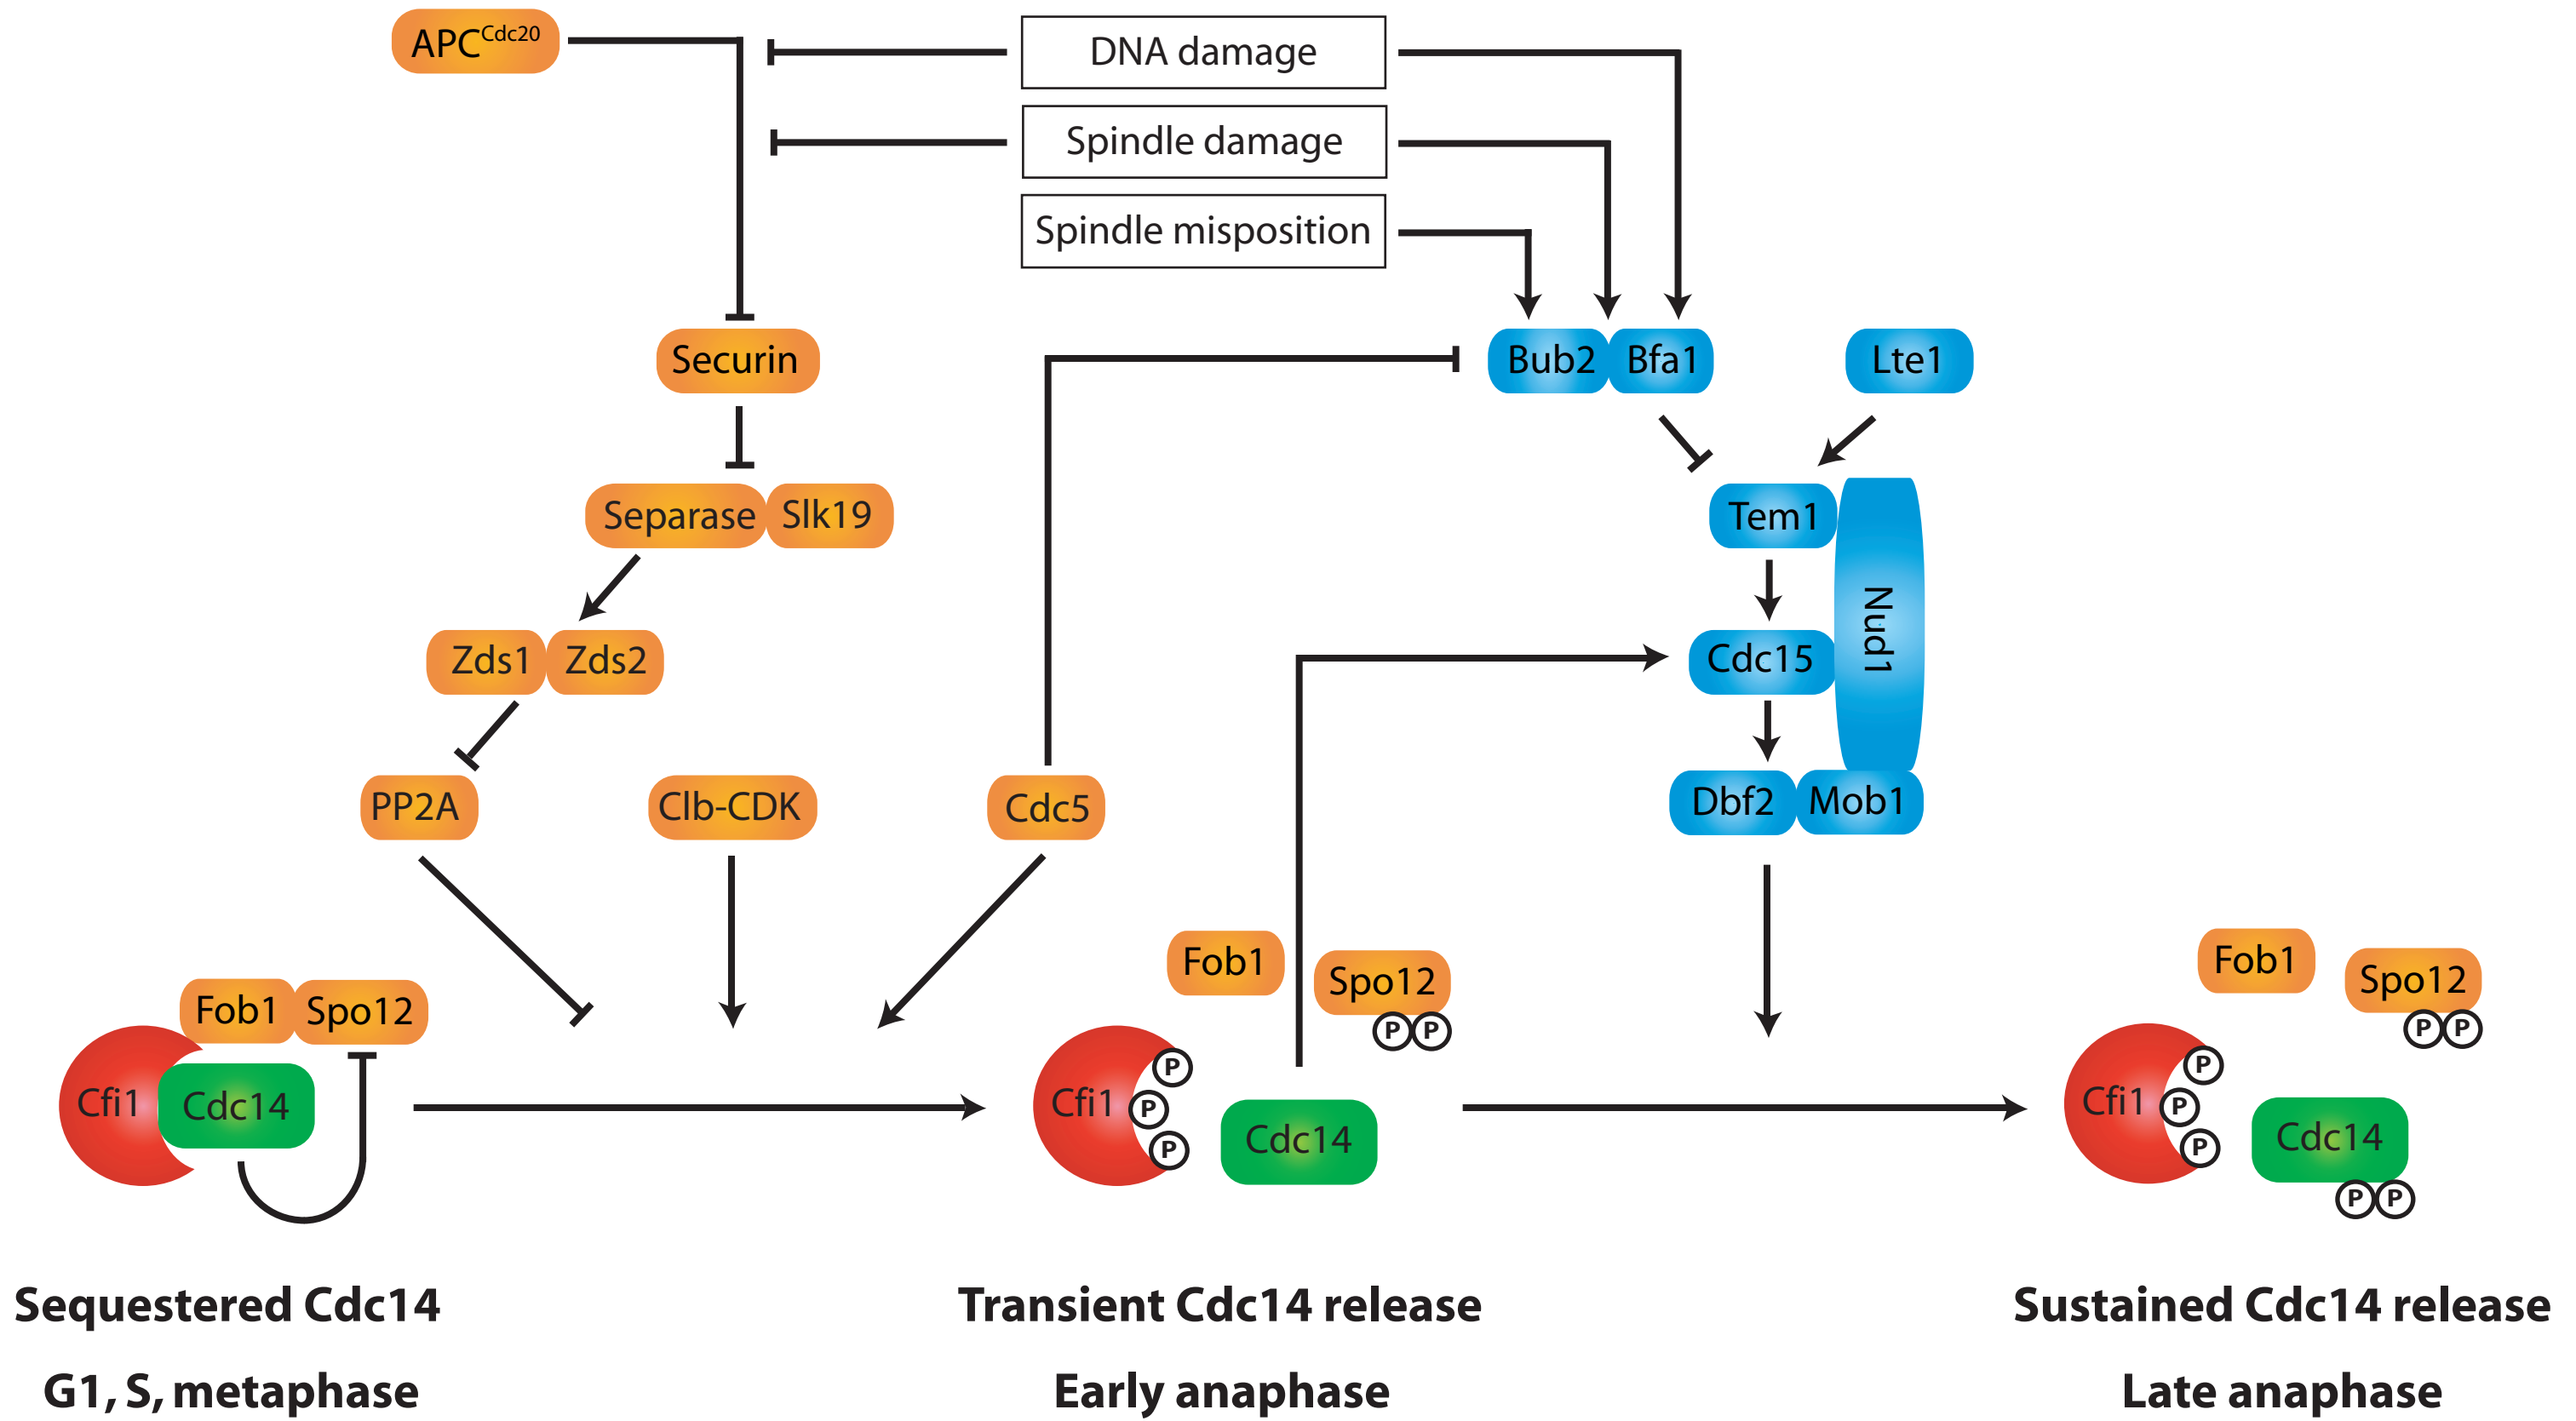 APCCdc20
DNA damage
Spindle damage
Spindle misposition
Securin
Bub2
Bfa1
Lte1
Separase
Slk19
Tem1
Nud1
Zds1
Zds2
Cdc15
PP2A
Clb-CDK
Cdc5
Dbf2
Mob1
Fob1
Spo12
P
P
Cfi1
Cdc14
Fob1
Spo12
P
P
Cfi1
P
P
P
Cdc14
Fob1
Spo12
Cfi1
P
P
P
Cdc14
P
P
Sequestered Cdc14
Transient Cdc14 release
Sustained Cdc14 release
G1, S, metaphase
Early anaphase
Late anaphase